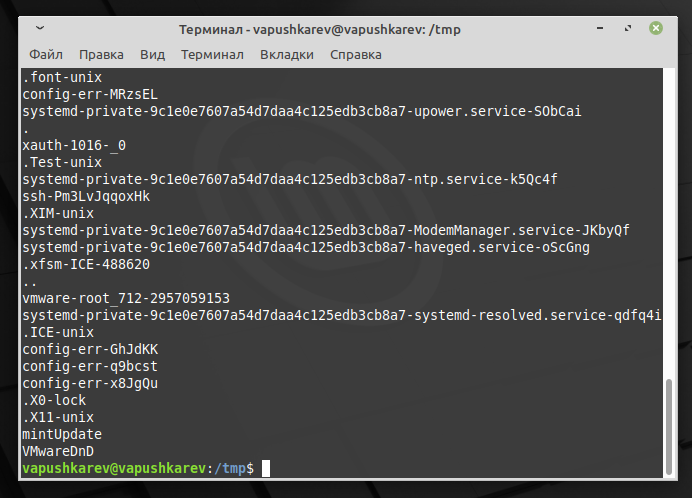 Терминал - vapushkarev@vapushkarev: /tmp
Файл Правка Вид Терминал Вкладки Справка
.font-unix
config-err-MRzsEL
systemd-private-9c1e0e7607a54d7daa4c125edb3cb8a7-upower.service-SObCai
.
xauth-1016-_0
.Test-unix
systemd-private-9c1e0e7607a54d7daa4c125edb3cb8a7-ntp.service-k5Qc4f
ssh-Pm3LvJqqoxHk
.XIM-unix
systemd-private-9c1e0e7607a54d7daa4c125edb3cb8a7-ModemManager.service-JKbyQf
systemd-private-9c1e0e7607a54d7daa4c125edb3cb8a7-haveged.service-oScGng
.xfsm-ICE-488620
..
vmware-root_712-2957059153
systemd-private-9c1e0e7607a54d7daa4c125edb3cb8a7-systemd-resolved.service-qdfq4i
.ICE-unix
config-err-GhJdKK
config-err-q9bcst
config-err-x8JgQu
.X0-lock
.X11-unix
mintUpdate
VMwareDnD
vapushkarev@vapushkarev:/tmp$